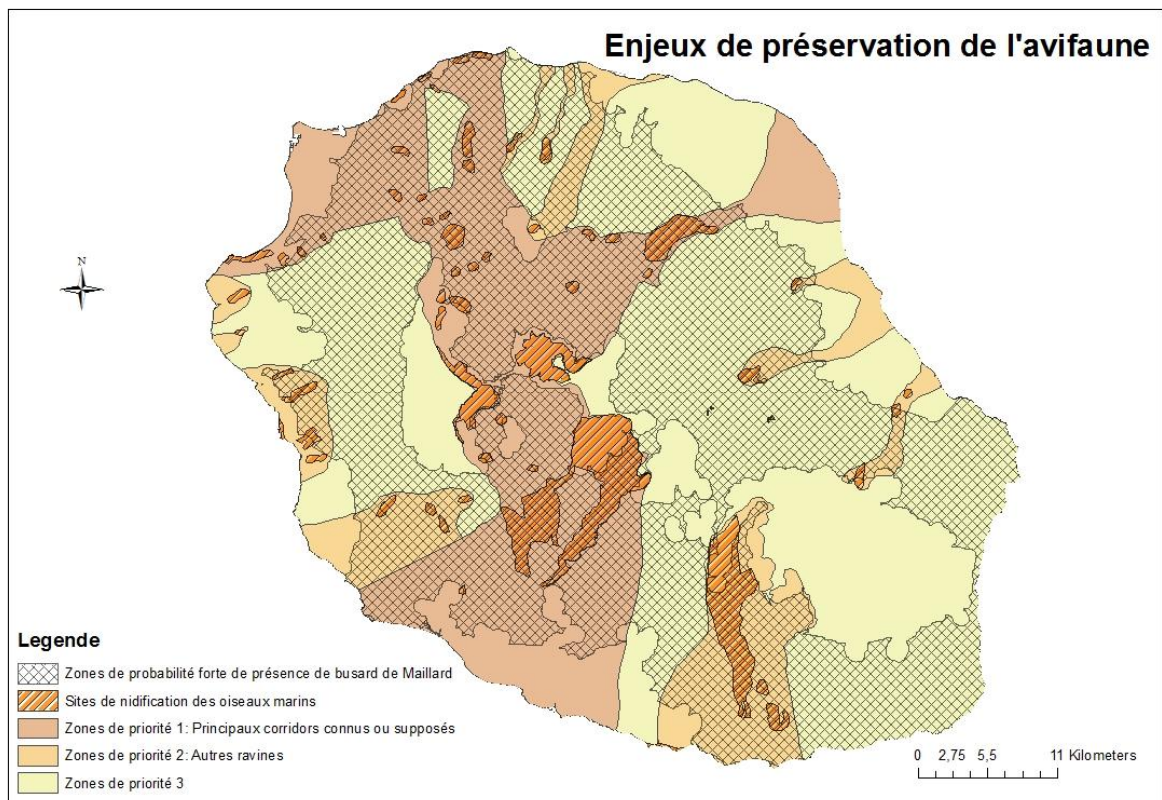 Enjeux de préservation de l'avifaune
N
Legende
Zones de probabilité forte de présence de busard de Maillard
Sites de nidification des oiseaux marins
Zones de priorité 1: Principaux corridors connus ou supposés
Zones de priorité 2: Autres ravines
Zones de priorité 3
0 2,75 5,5 11 Kilometers